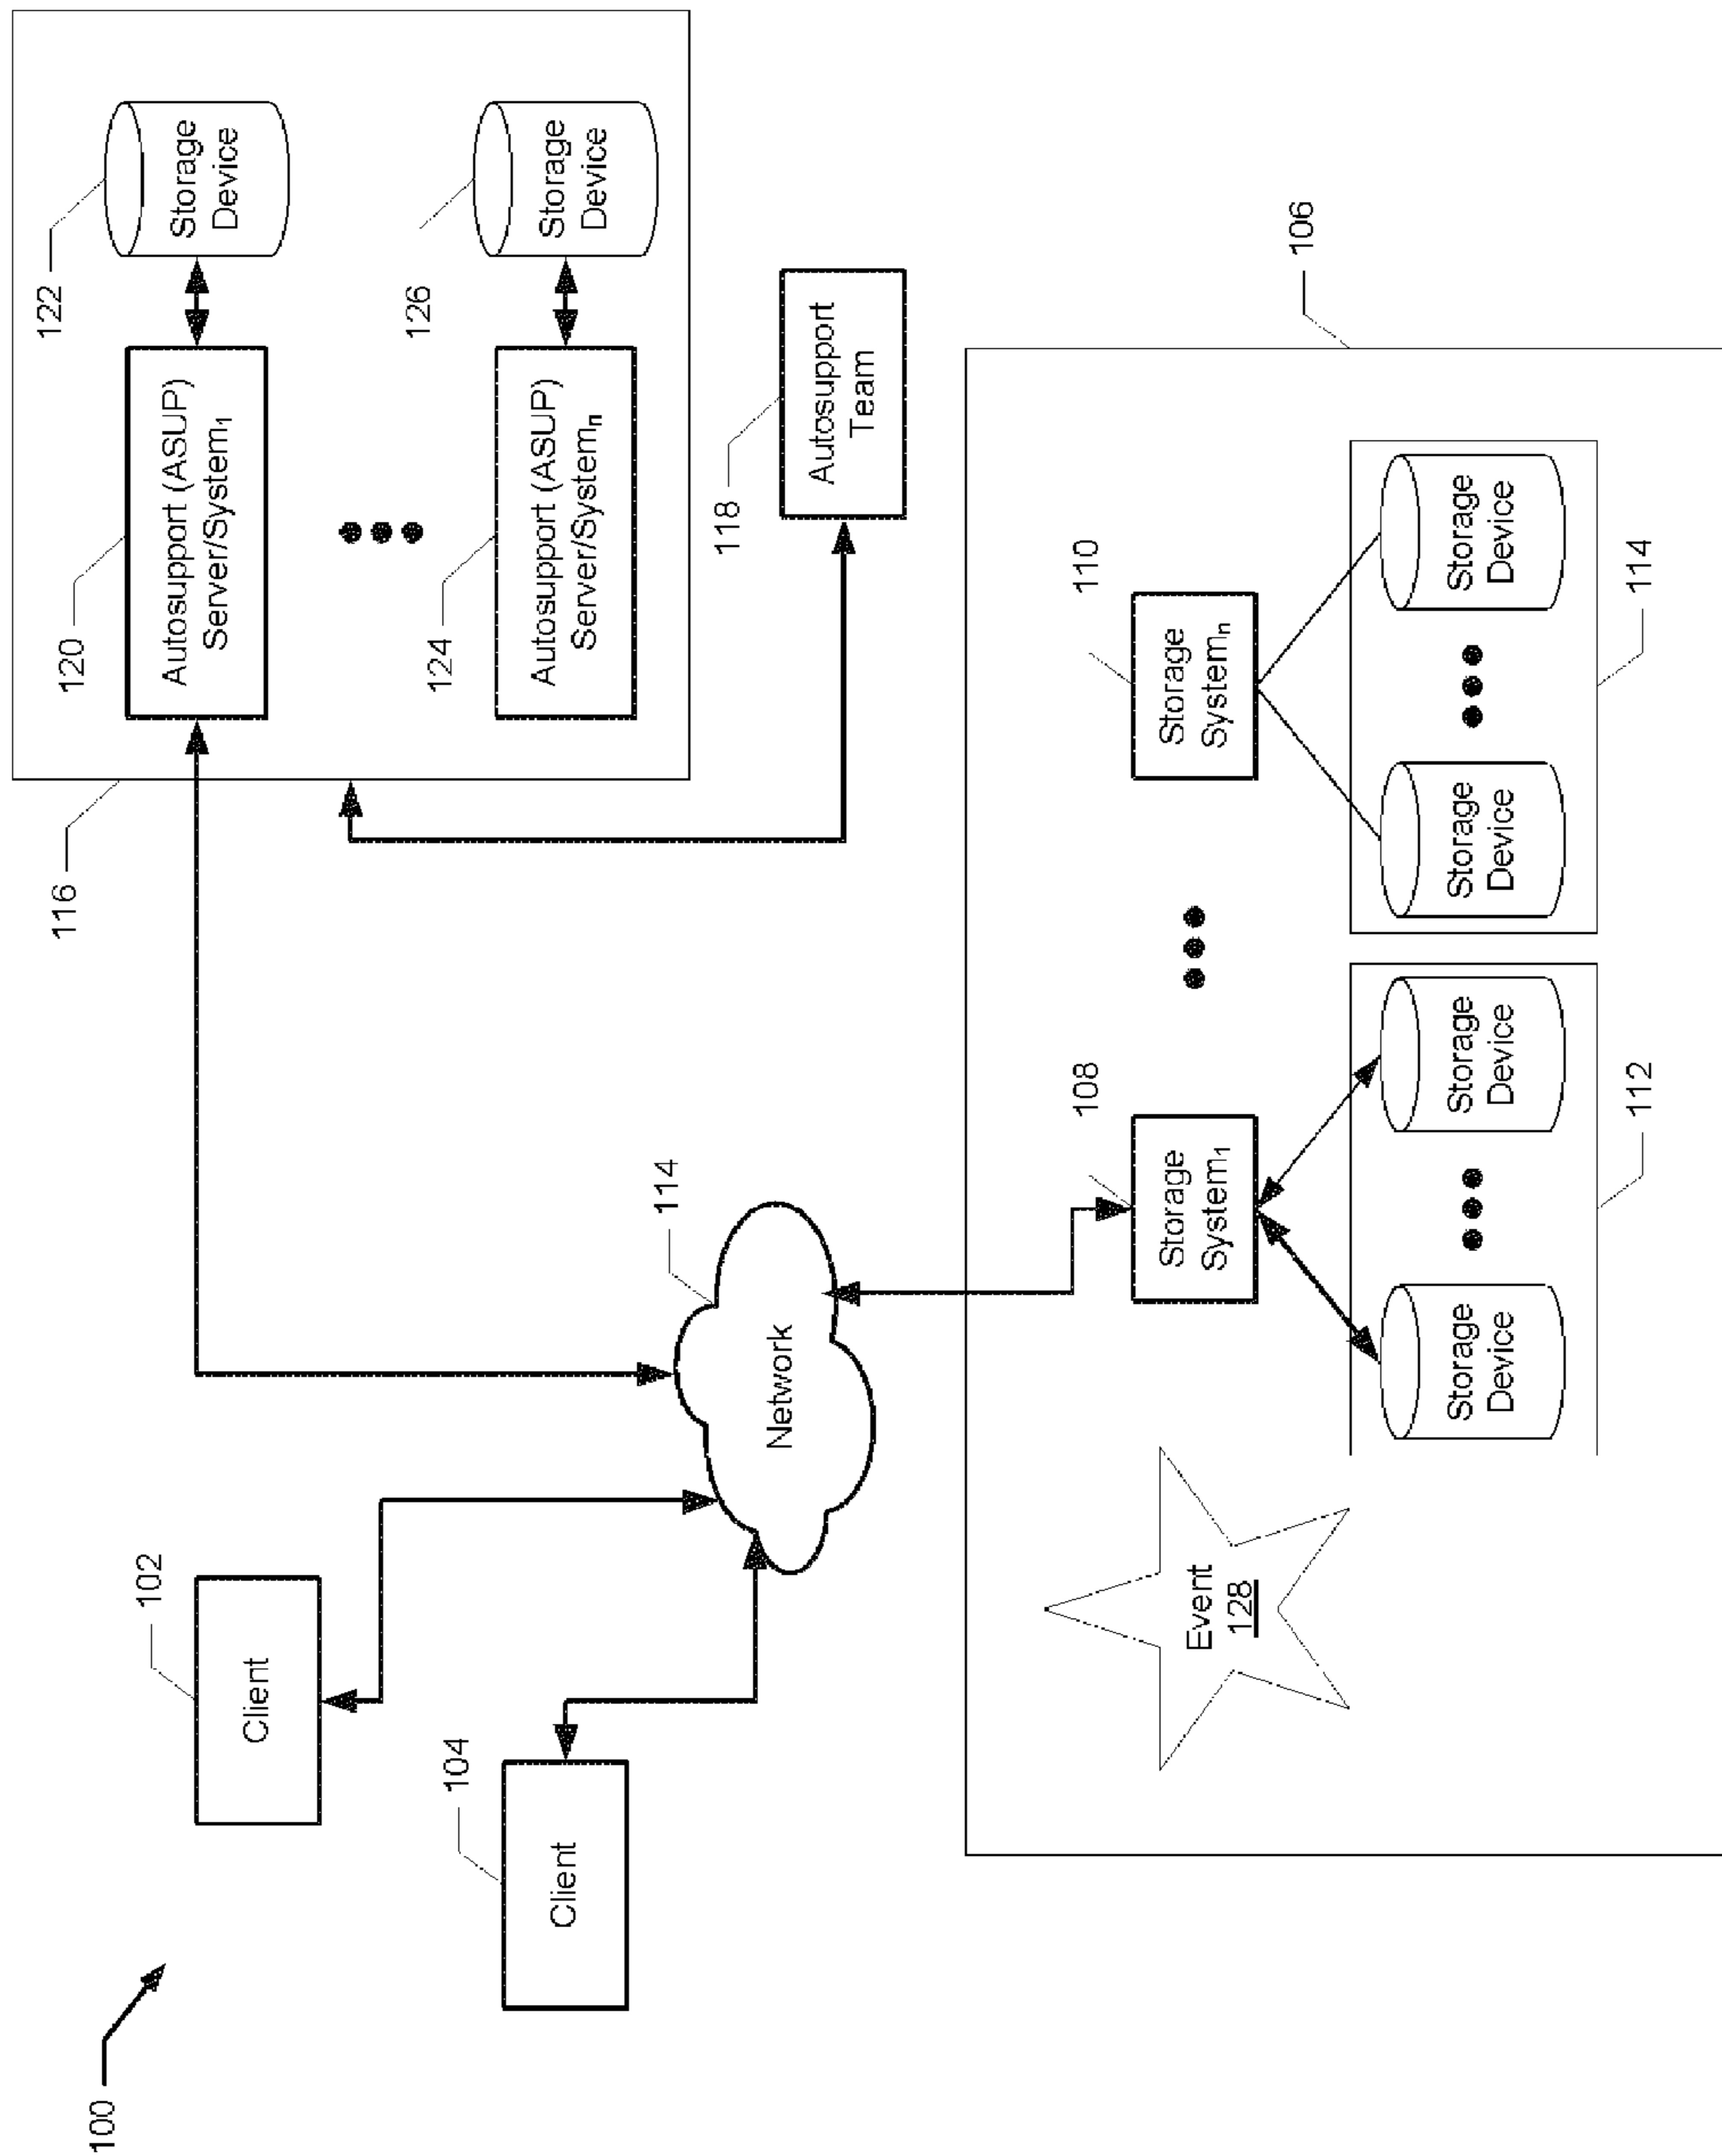 100
102
Client
104
Client
114
Network
116
120
Autosupport (ASUP)
Server/System1
122
Storage
Device
124
Autosupport (ASUP)
Server/Systemn
126
Storage
Device
118
Autosupport
Team
106
Event
128
108
Storage
System1
110
Storage
Systemn
Storage
Device
Storage
Device
112
Storage
Device
Storage
Device
114